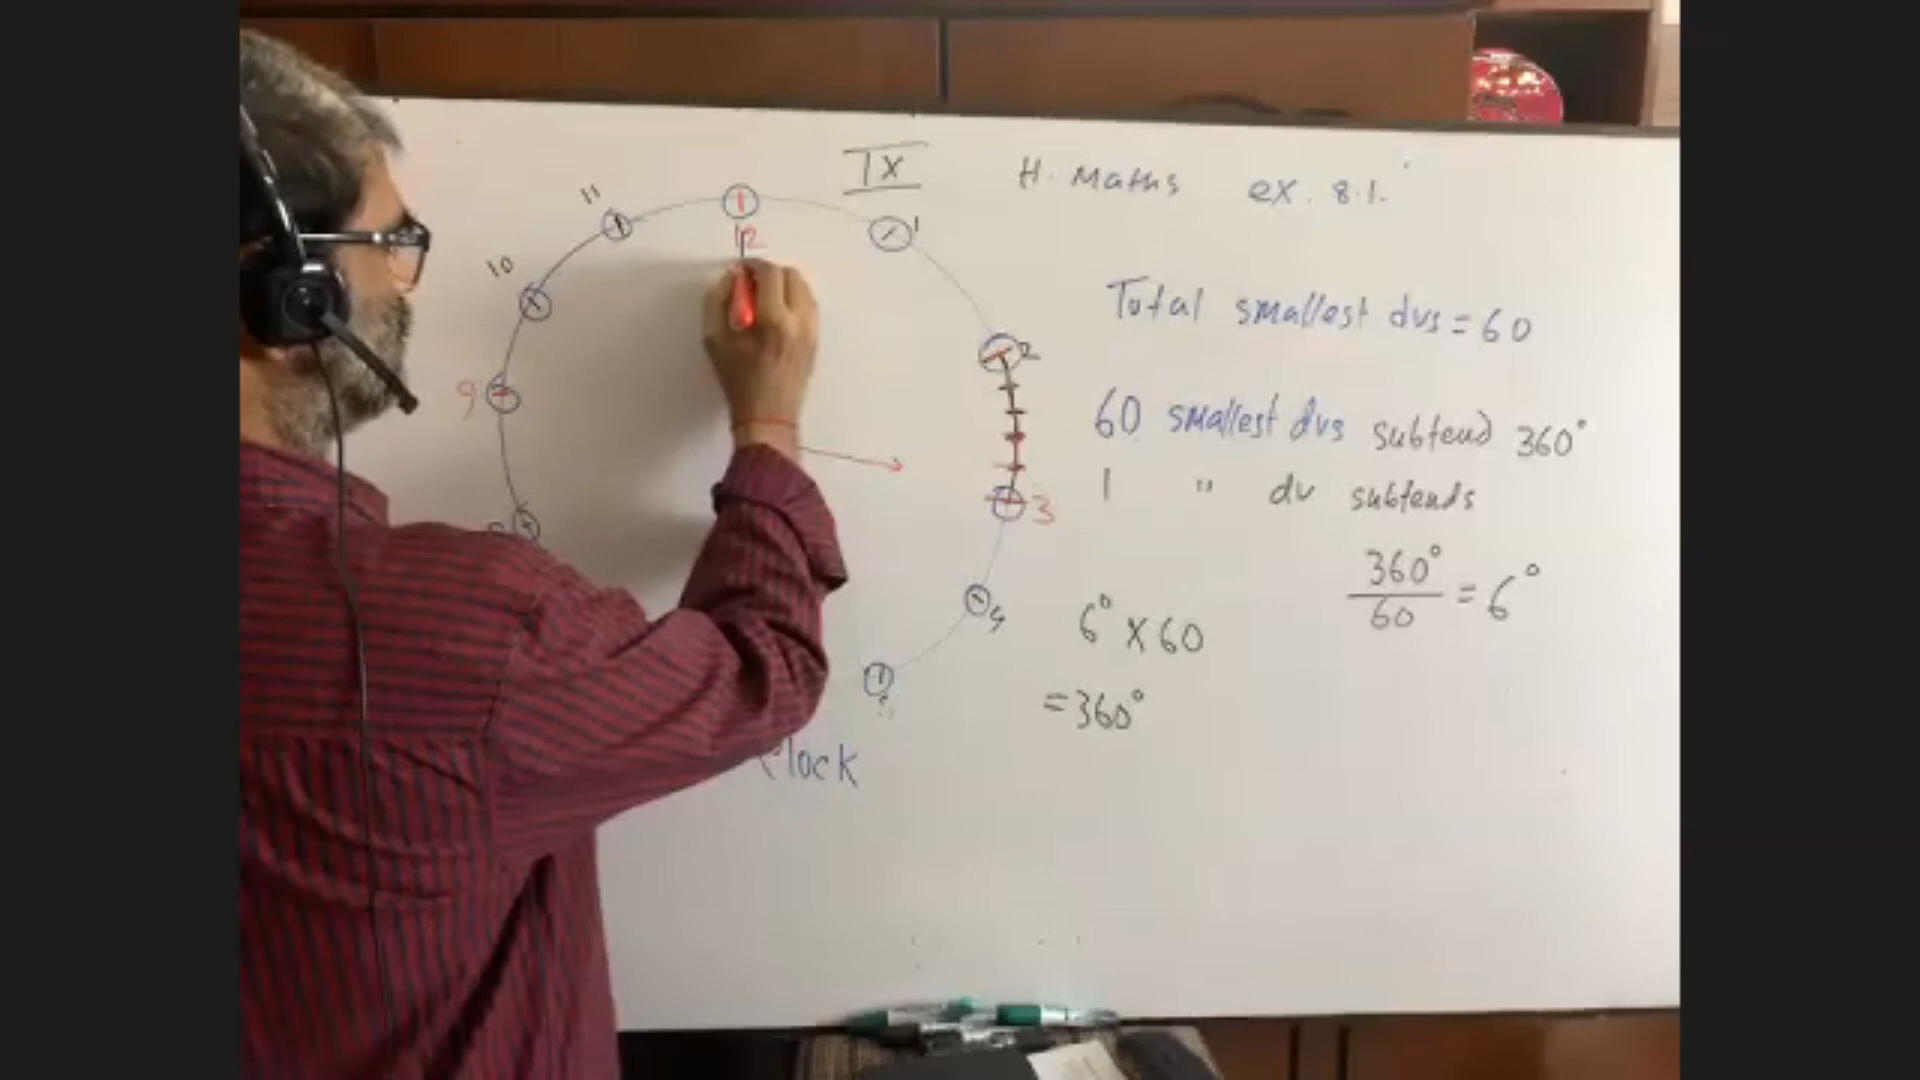 IX
H. Maths ex. 8.1.
11
12
1
10
2
9
3
4
Total smallest dvs = 60
60 smallest dvs subtend 360°
1 " dv subtends
360°
60
= 6°
6° X 60
= 360°
Clock